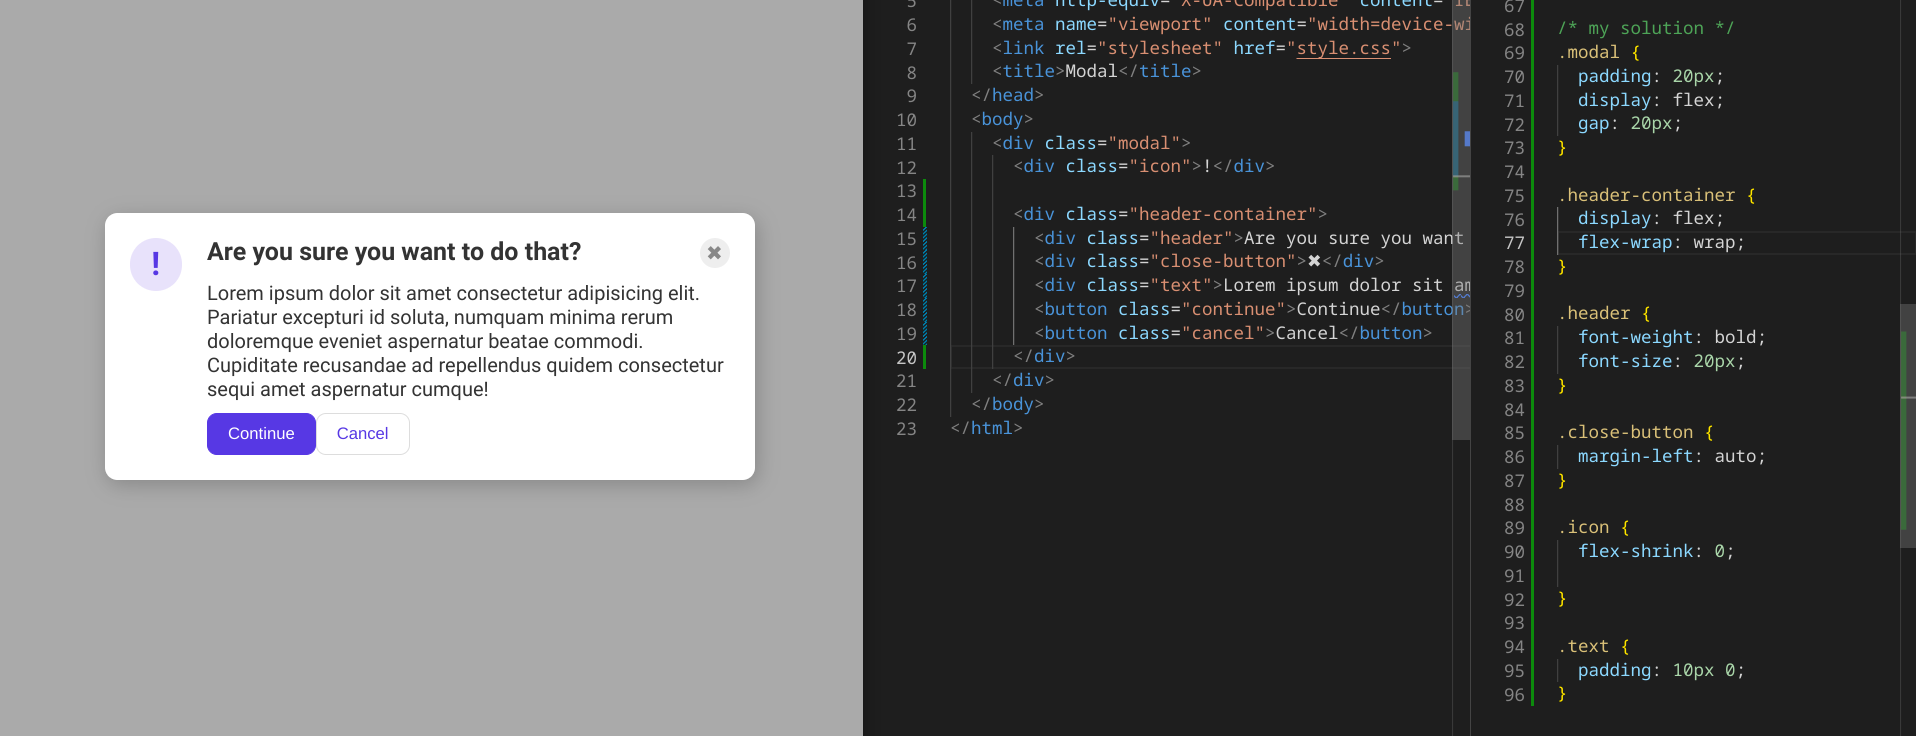 !
Are you sure you want to do that?
✖
Lorem ipsum dolor sit amet consectetur adipisicing elit.
Pariatur excepturi id soluta, numquam minima rerum
doloremque eveniet aspernatur beatae commodi.
Cupiditate recusandae ad repellendus quidem consectetur
sequi amet aspernatur cumque!
Continue
Cancel
5 <meta http-equiv="X-UA-Compatible" content="
6 <meta name="viewport" content="width=device-wi
7 <link rel="stylesheet" href="style.css">
8 <title>Modal</title>
9 </head>
10 <body>
11 <div class="modal">
12 <div class="icon">!</div>
13
14 <div class="header-container">
15 <div class="header">Are you sure you want
16 <div class="close-button">✖</div>
17 <div class="text">Lorem ipsum dolor sit am
18 <button class="continue">Continue</button>
19 <button class="cancel">Cancel</button>
20 </div>
21 </div>
22 </body>
23 </html>
67
68 /* my solution */
69 .modal {
70 padding: 20px;
71 display: flex;
72 gap: 20px;
73 }
74
75 .header-container {
76 display: flex;
77 flex-wrap: wrap;
78 }
79
80 .header {
81 font-weight: bold;
82 font-size: 20px;
83 }
84
85 .close-button {
86 margin-left: auto;
87 }
88
89 .icon {
90 flex-shrink: 0;
91
92 }
93
94 .text {
95 padding: 10px 0;
96 }